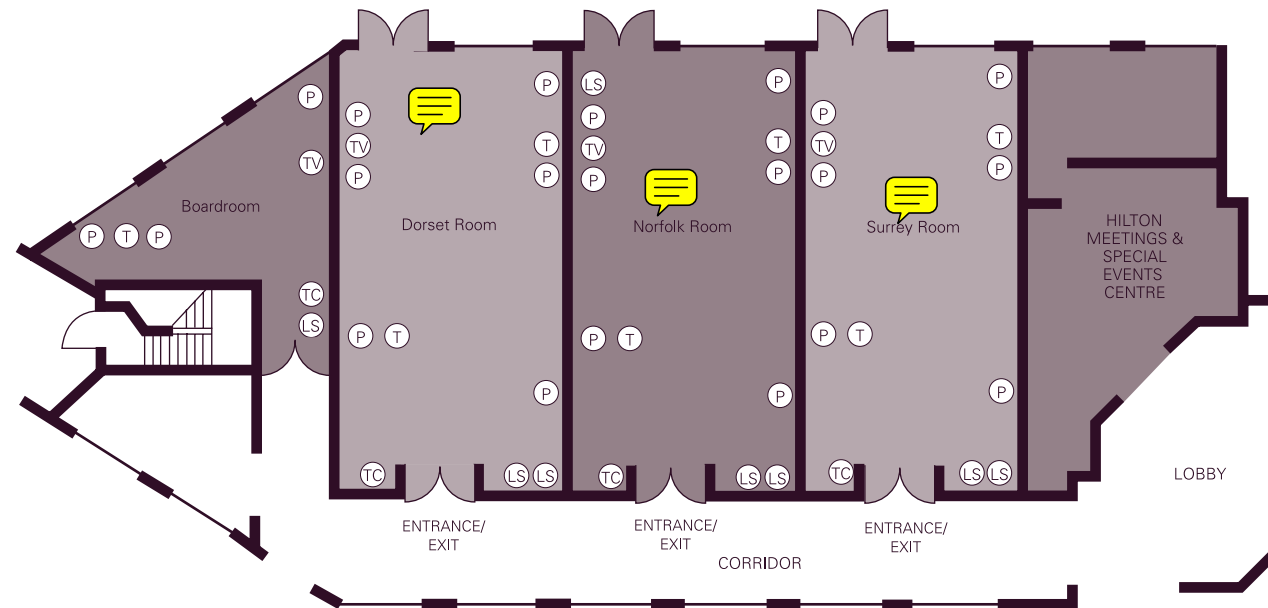 P
TV
Boardroom
P T P
TC
LS
P
P
TV
T
P
P
Dorset Room
P T
P
TC
LS LS
LS
P
P
TV
T
P
P
Norfolk Room
P T
P
TC
LS LS
P
P
TV
T
P
P
Surrey Room
P T
P
TC
LS LS
HILTON
MEETINGS &
SPECIAL
EVENTS
CENTRE
LOBBY
ENTRANCE/
EXIT
ENTRANCE/
EXIT
ENTRANCE/
EXIT
CORRIDOR